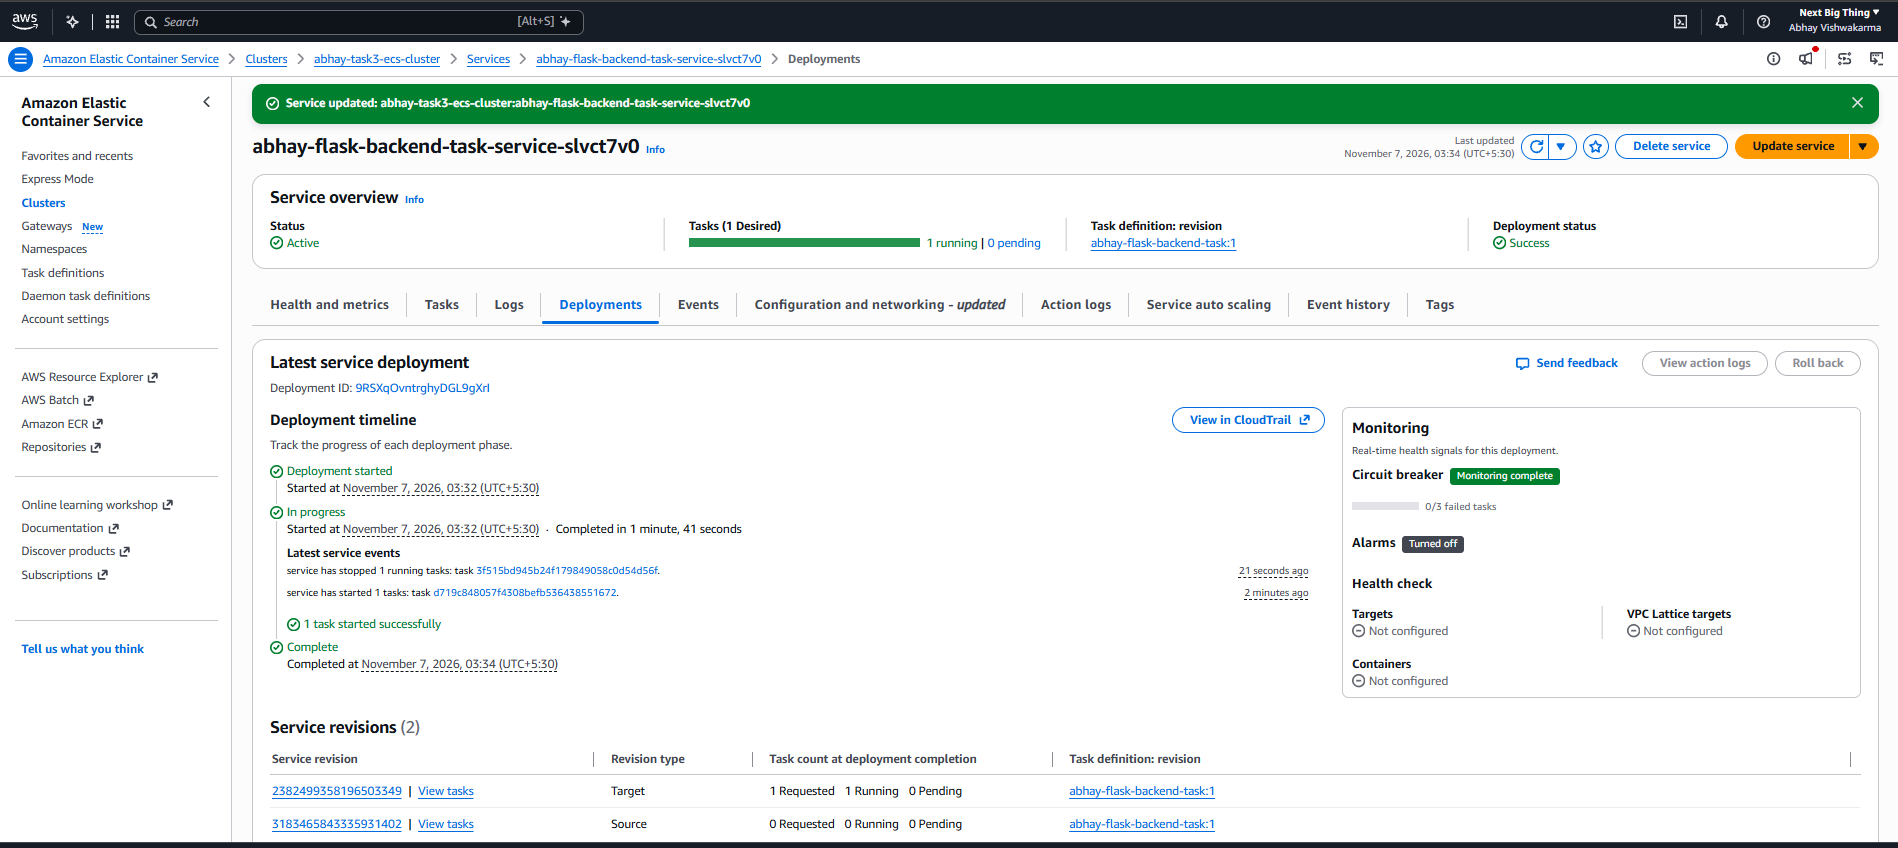 aws
Search
[Alt+S]
Next Big Thing
Abhay Vishwakarma
Amazon Elastic Container Service > Clusters > abhay-task3-ecs-cluster > Services > abhay-flask-backend-task-service-slvct7v0 > Deployments
Amazon Elastic
Container Service
Favorites and recents
Express Mode
Clusters
Gateways New
Namespaces
Task definitions
Daemon task definitions
Account settings
AWS Resource Explorer
AWS Batch
Amazon ECR
Repositories
Online learning workshop
Documentation
Discover products
Subscriptions
Tell us what you think
Service updated: abhay-task3-ecs-cluster:abhay-flask-backend-task-service-slvct7v0
abhay-flask-backend-task-service-slvct7v0 Info
Last updated
November 7, 2026, 03:34 (UTC+5:30)
Delete service
Update service
Service overview Info
Status
Active
Tasks (1 Desired)
1 running | 0 pending
Task definition: revision
abhay-flask-backend-task:1
Deployment status
Success
Health and metrics
Tasks
Logs
Deployments
Events
Configuration and networking - updated
Action logs
Service auto scaling
Event history
Tags
Latest service deployment
Send feedback
View action logs
Roll back
Deployment ID: 9RSXqOvntrghyDGL9gXrI
Deployment timeline
View in CloudTrail
Track the progress of each deployment phase.
Deployment started
Started at November 7, 2026, 03:32 (UTC+5:30)
In progress
Started at November 7, 2026, 03:32 (UTC+5:30) · Completed in 1 minute, 41 seconds
Latest service events
service has stopped 1 running tasks: task 3f515bd945b24f179849058c0d54d56f.
21 seconds ago
service has started 1 tasks: task d719c848057f4308befb536438551672.
2 minutes ago
1 task started successfully
Complete
Completed at November 7, 2026, 03:34 (UTC+5:30)
Monitoring
Real-time health signals for this deployment.
Circuit breaker Monitoring complete
0/3 failed tasks
Alarms Turned off
Health check
Targets
Not configured
VPC Lattice targets
Not configured
Containers
Not configured
Service revisions (2)
Service revision
Revision type
Task count at deployment completion
Task definition: revision
2382499358196503349 | View tasks
Target
1 Requested 1 Running 0 Pending
abhay-flask-backend-task:1
3183465843335931402 | View tasks
Source
0 Requested 0 Running 0 Pending
abhay-flask-backend-task:1